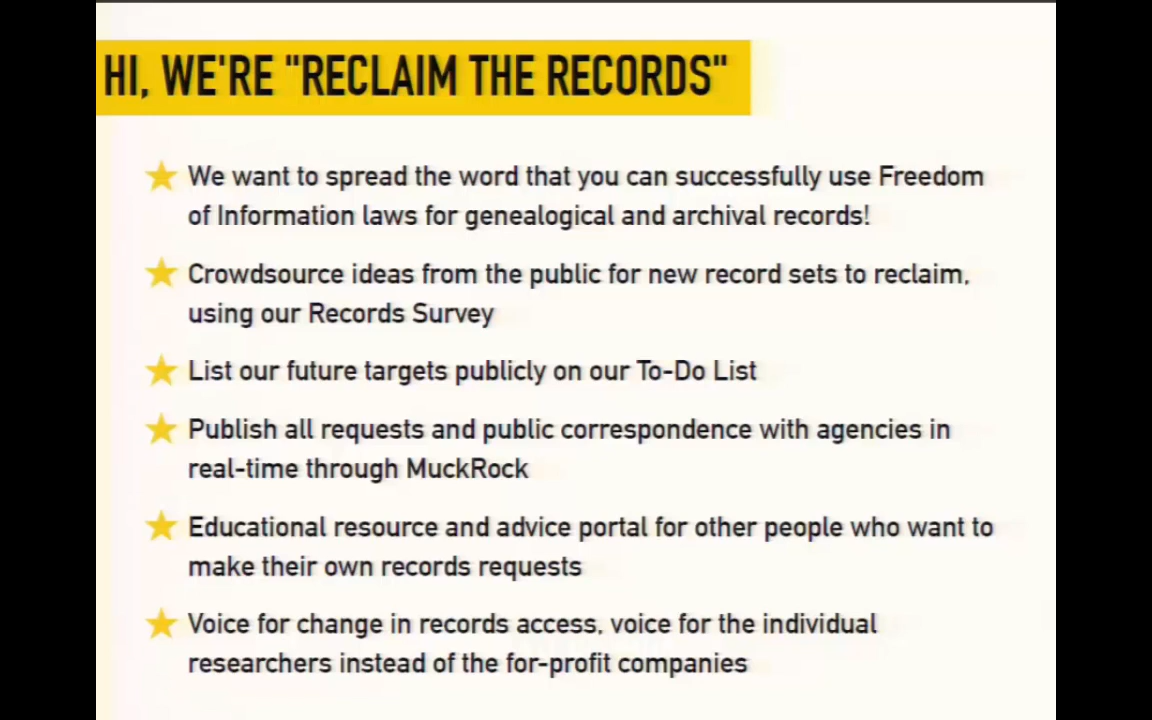 HI, WE'RE "RECLAIM THE RECORDS"
We want to spread the word that you can successfully use Freedom
of Information laws for genealogical and archival records!
Crowdsource ideas from the public for new record sets to reclaim,
using our Records Survey
List our future targets publicly on our To-Do List
Publish all requests and public correspondence with agencies in
real-time through MuckRock
Educational resource and advice portal for other people who want to
make their own records requests
Voice for change in records access, voice for the individual
researchers instead of the for-profit companies